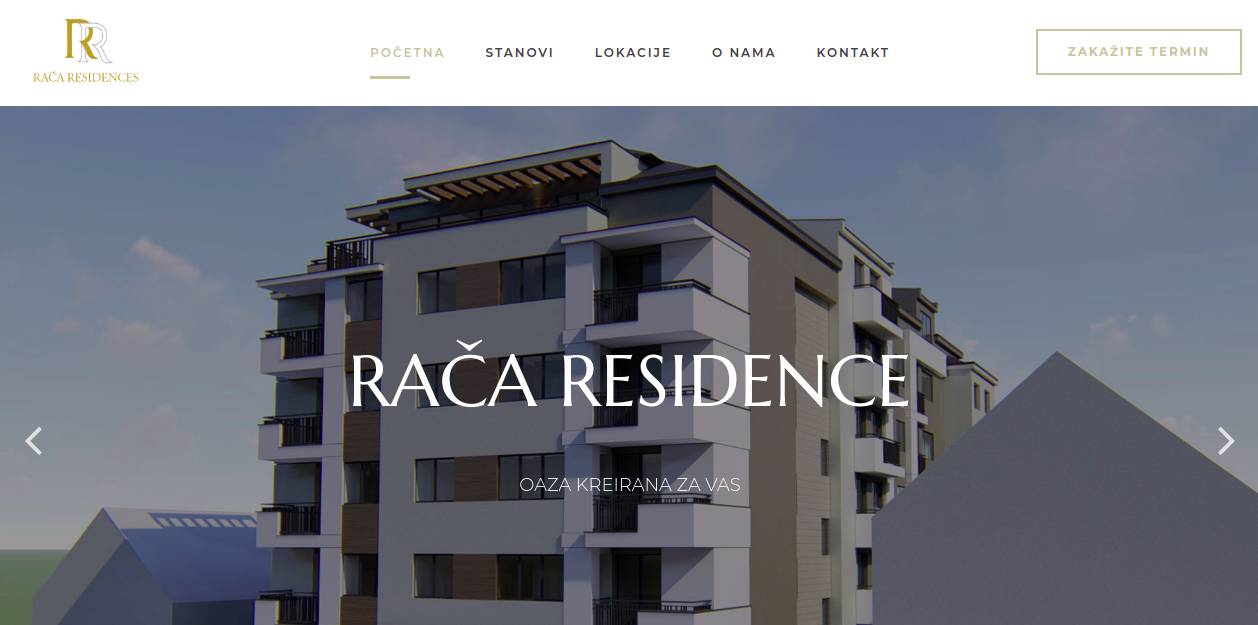 RR
RAČA RESIDENCES
POČETNA
STANOVI
LOKACIJE
O NAMA
KONTAKT
ZAKAŽITE TERMIN
RAČA RESIDENCE
OAZA KREIRANA ZA VAS